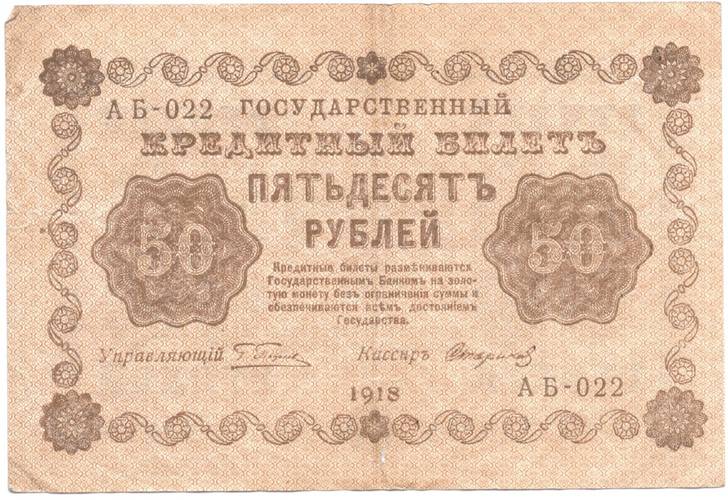 АБ-022 ГОСУДАРСТВЕННЫЙ
КРЕДИТНЫЙ БИЛЕТЪ
ПЯТЬДЕСЯТЪ
РУБЛЕЙ
50
50
Кредитные билеты размѣниваются
Государственнымъ Банкомъ на золо-
тую монету безъ ограниченія суммы и
обезпечиваются всѣмъ достояніемъ
Государства.
Управляющій
Кассиръ
1918
АБ-022